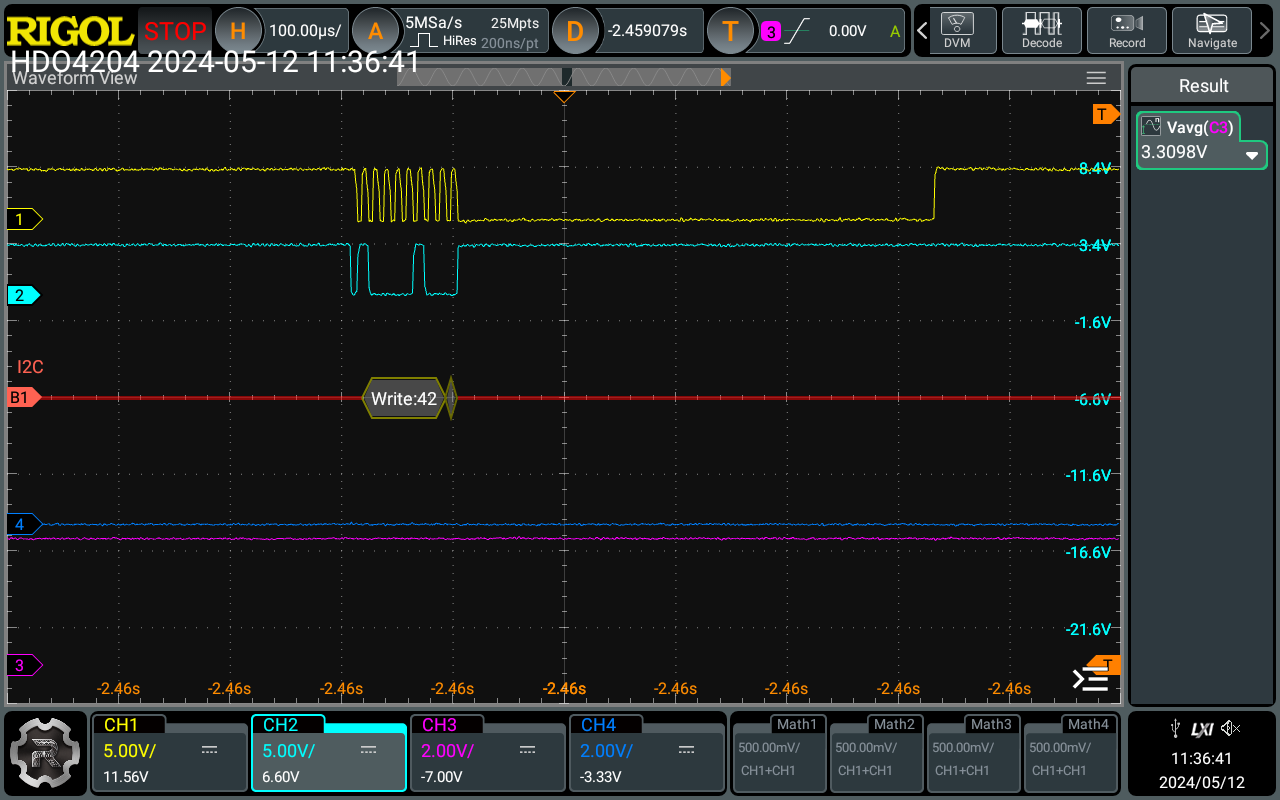 RIGOL STOP H 100.00µs/ A 5MSa/s 25Mpts D -2.459079s T 3 0.00V A
HiRes 200ns/pt
DVM Decode Record Navigate
HDO4204 2024-05-12 11:36:41
Waveform View
Result
T
Vavg(C3)
3.3098V
8.4V
1
3.4V
2
-1.6V
I2C
B1 Write:42 -6.6V
-11.6V
4
-16.6V
-21.6V
3 T
-2.46s -2.46s -2.46s -2.46s -2.46s -2.46s -2.46s -2.46s -2.46s
CH1 CH2 CH3 CH4 Math1 Math2 Math3 Math4
5.00V/ 5.00V/ 2.00V/ 2.00V/ 500.00mV/ 500.00mV/ 500.00mV/ 500.00mV/
11.56V 6.60V -7.00V -3.33V CH1+CH1 CH1+CH1 CH1+CH1 CH1+CH1
R
LXI
11:36:41
2024/05/12